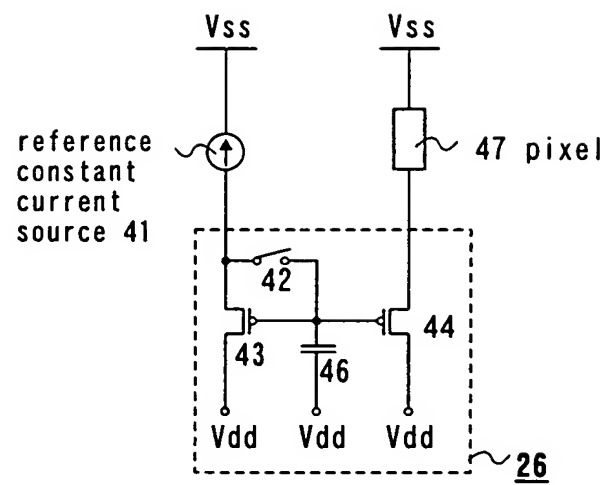 Vss
Vss
reference
constant
current
source 41
47 pixel
42
43
46
44
Vdd
Vdd
Vdd
26